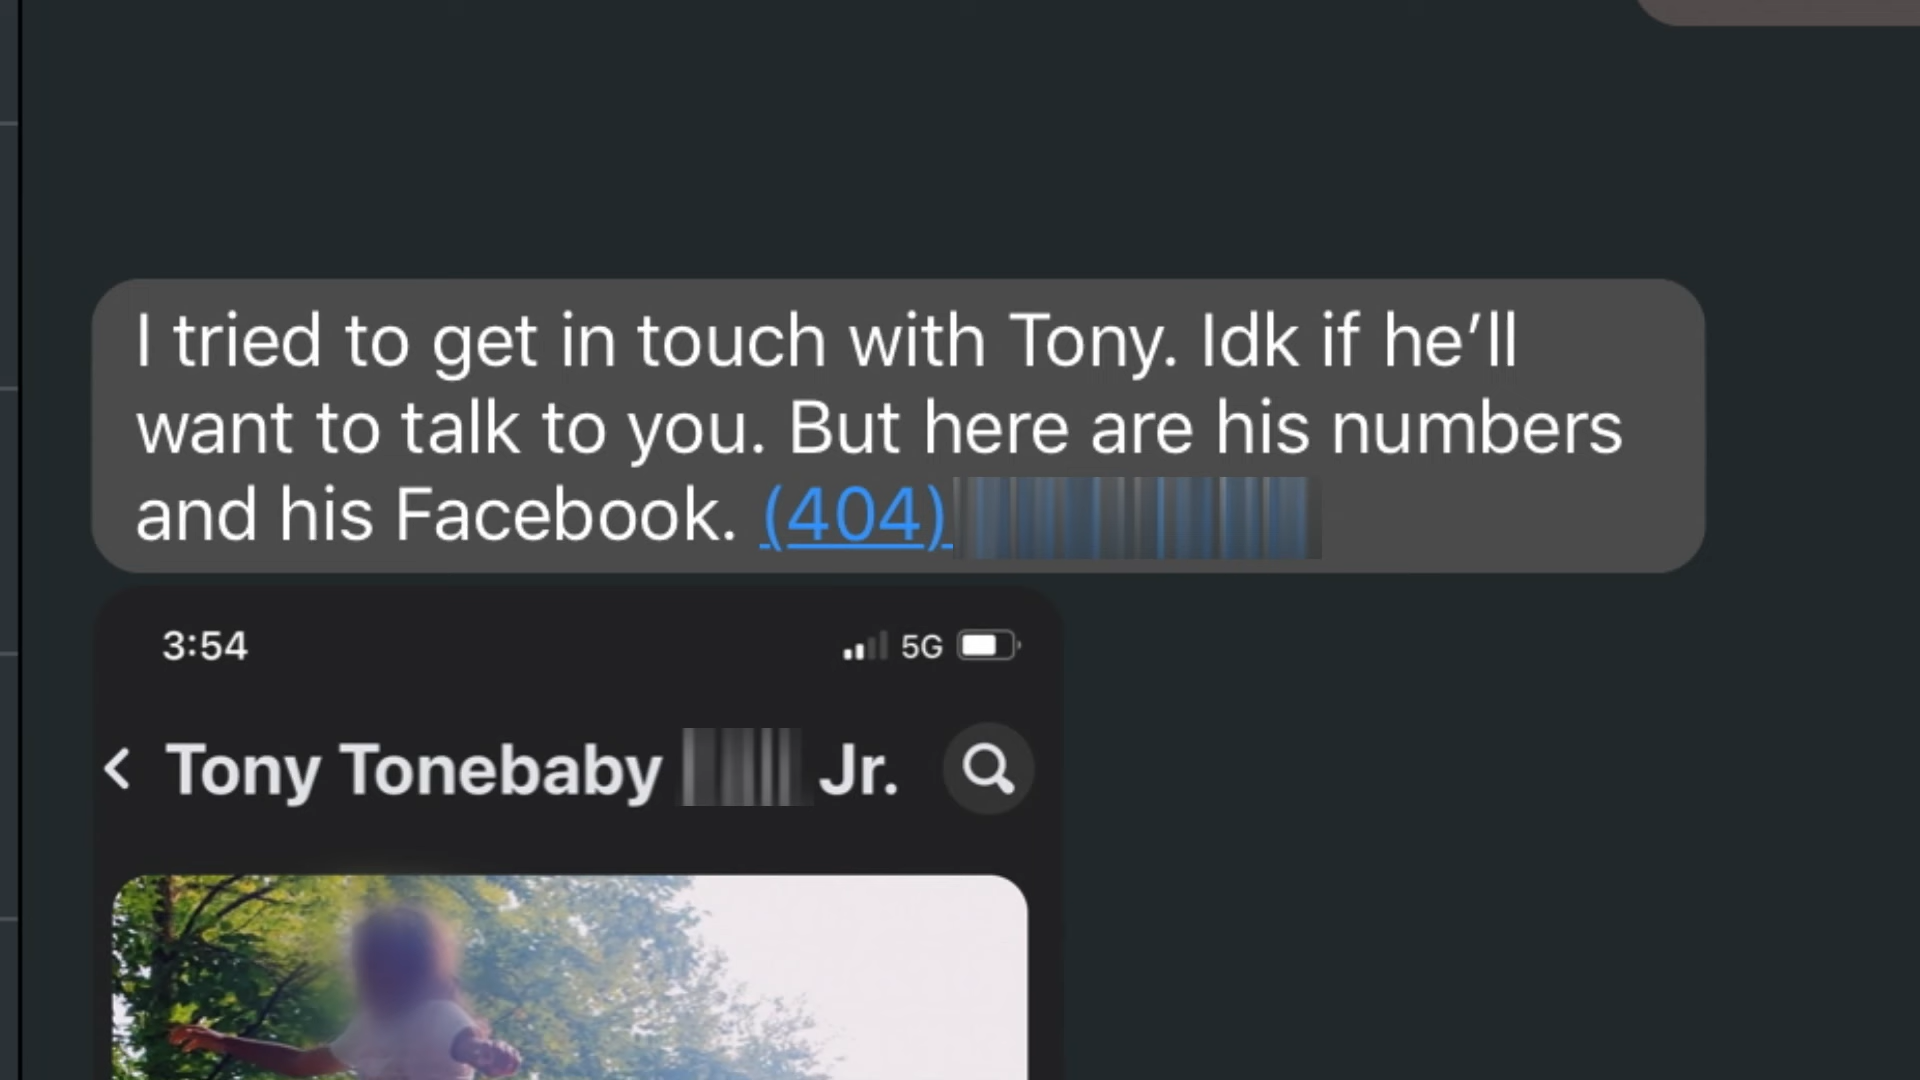 I tried to get in touch with Tony. Idk if he’ll
want to talk to you. But here are his numbers
and his Facebook. (404)
3:54 5G
Tony Tonebaby Jr.